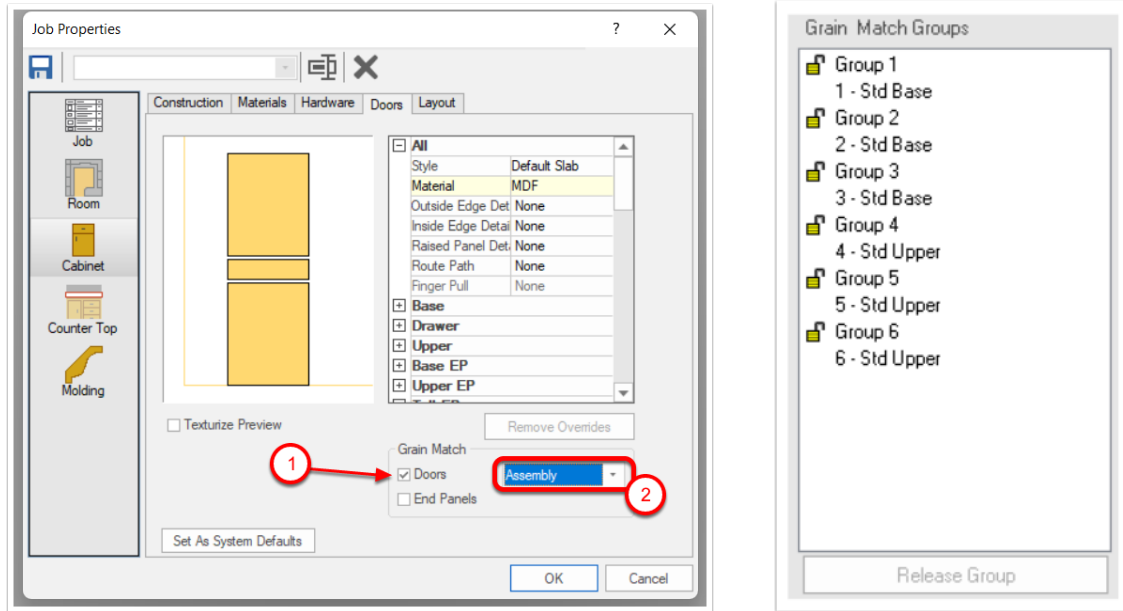 Job Properties
?
Job
Room
Cabinet
Counter Top
Molding
Construction Materials Hardware Doors Layout
All
Style Default Slab
Material MDF
Outside Edge Det None
Inside Edge Detai None
Raised Panel Det None
Route Path None
Finger Pull None
Base
Drawer
Upper
Base EP
Upper EP
Texturize Preview
Remove Overrides
Grain Match
1
Doors Assembly
2
End Panels
Set As System Defaults
OK Cancel
Grain Match Groups
Group 1
1 - Std Base
Group 2
2 - Std Base
Group 3
3 - Std Base
Group 4
4 - Std Upper
Group 5
5 - Std Upper
Group 6
6 - Std Upper
Release Group